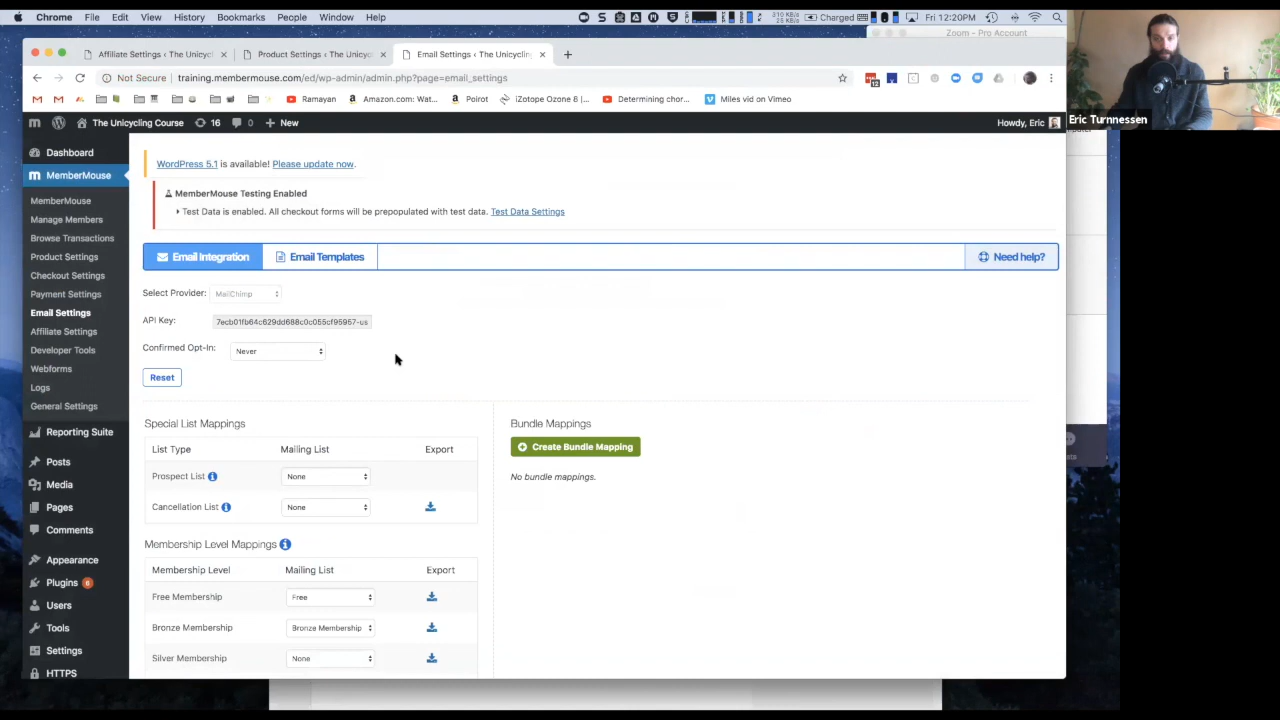 Chrome File Edit View History Bookmarks People Window Help
310 KB/s
25 KB/s
Charged
Fri 12:20PM
Zoom - Pro Account
Affiliate Settings ‹ The Unicycl
Product Settings ‹ The Unicyc
Email Settings ‹ The Unicycling
Not Secure training.membermouse.com/ed/wp-admin/admin.php?page=email_settings
12
Ramayan
Amazon.com: Wat...
Poirot
iZotope Ozone 8 |...
Determining chor...
Miles vid on Vimeo
Eric Turnnessen
The Unicycling Course 16 0 New
Howdy, Eric
Dashboard
MemberMouse
MemberMouse
Manage Members
Browse Transactions
Product Settings
Checkout Settings
Payment Settings
Email Settings
Affiliate Settings
Developer Tools
Webforms
Logs
General Settings
Reporting Suite
Posts
Media
Pages
Comments
Appearance
Plugins 6
Users
Tools
Settings
HTTPS
WordPress 5.1 is available! Please update now.
MemberMouse Testing Enabled
Test Data is enabled. All checkout forms will be prepopulated with test data. Test Data Settings
Email Integration
Email Templates
Need help?
Select Provider: MailChimp
API Key: 7ecb01fb64c629dd688c0c055cf95957-us
Confirmed Opt-In: Never
Reset
Special List Mappings
List Type Mailing List Export
Prospect List None
Cancellation List None
Membership Level Mappings
Membership Level Mailing List Export
Free Membership Free
Bronze Membership Bronze Membership
Silver Membership None
Bundle Mappings
Create Bundle Mapping
No bundle mappings.